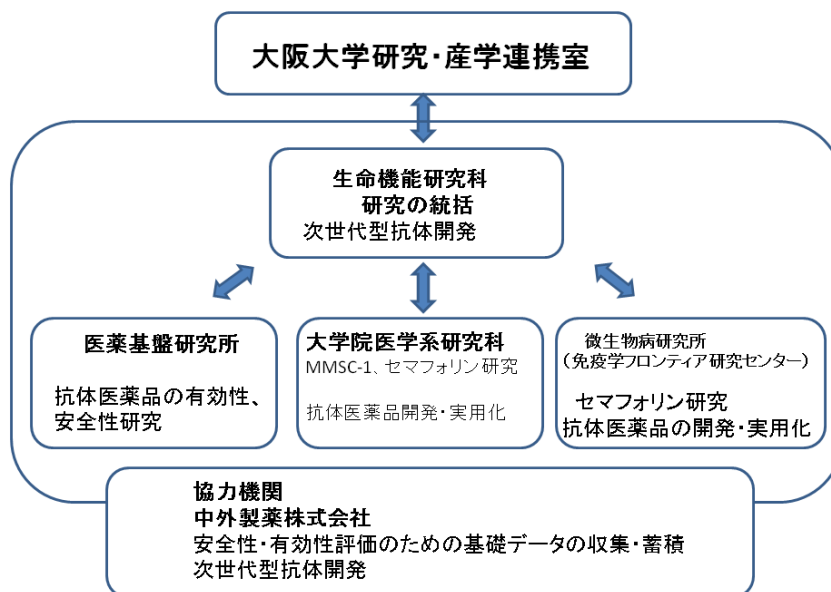 大阪大学研究・産学連携室
生命機能研究科
研究の統括
次世代型抗体開発
医薬基盤研究所
抗体医薬品の有効性、
安全性研究
大学院医学系研究科
MMSC-1、セマフォリン研究
抗体医薬品開発・実用化
微生物病研究所
（免疫学フロンティア研究センター）
セマフォリン研究
抗体医薬品の開発・実用化
協力機関
中外製薬株式会社
安全性・有効性評価のための基礎データの収集・蓄積
次世代型抗体開発